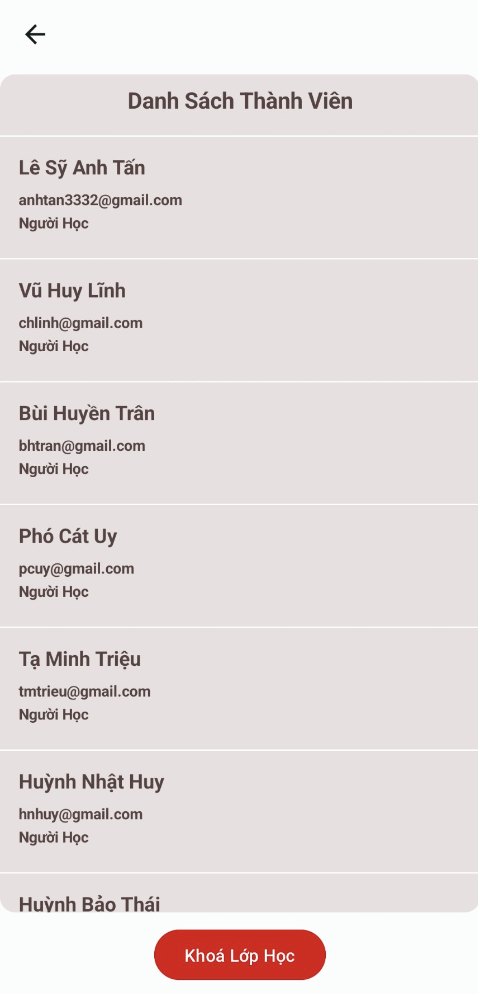 Danh Sách Thành Viên
Lê Sỹ Anh Tấn
anhtan3332@gmail.com
Người Học
Vũ Huy Lĩnh
chlinh@gmail.com
Người Học
Bùi Huyền Trân
bhtran@gmail.com
Người Học
Phó Cát Uy
pcuy@gmail.com
Người Học
Tạ Minh Triệu
tmtrieu@gmail.com
Người Học
Huỳnh Nhật Huy
hnhuy@gmail.com
Người Học
Huỳnh Bảo Thái
Khoá Lớp Học